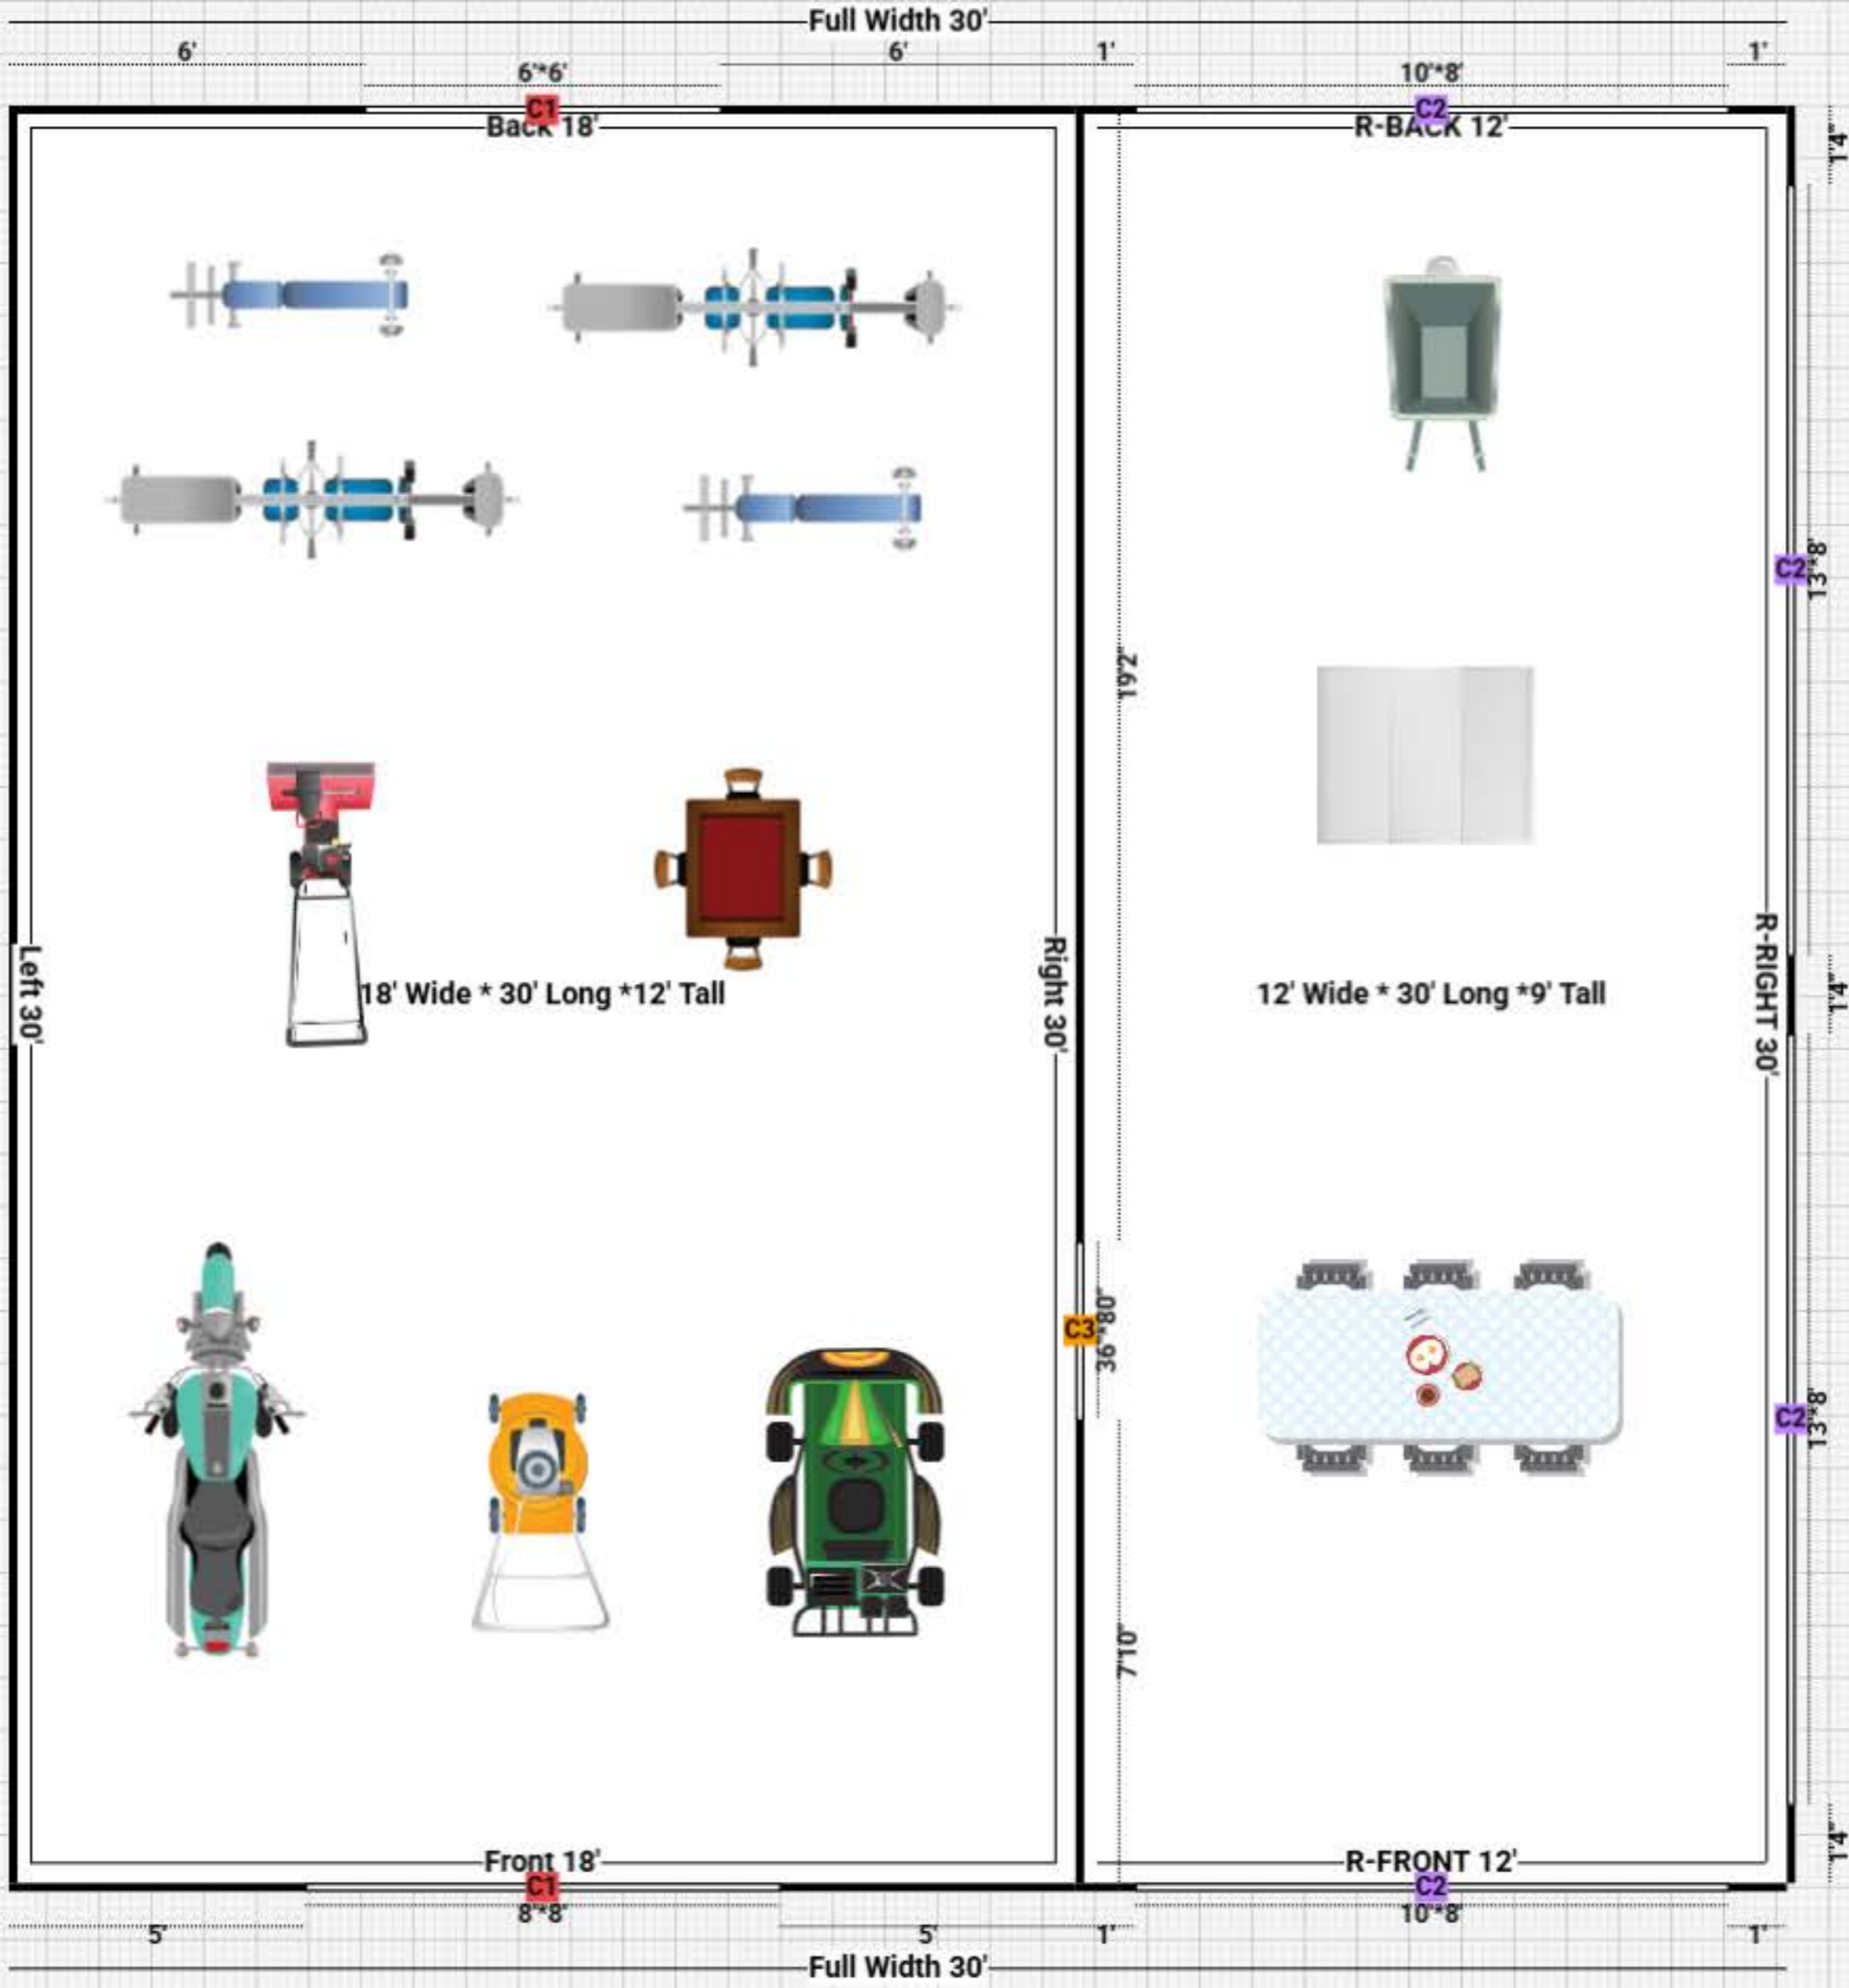 Full Width 30'
6'
6'
1'
1'
6'*6'
10'*8'
C1
C2
Back 18'
R-BACK 12'
1'4"
C2
13'*8'
19'2"
Left 30'
Right 30'
R-RIGHT 30'
18' Wide * 30' Long *12' Tall
12' Wide * 30' Long *9' Tall
1'4"
C3
36"*80"
C2
13'*8'
7'10"
1'4"
Front 18'
R-FRONT 12'
C1
C2
8'*8'
10'*8'
5'
5'
1'
1'
Full Width 30'